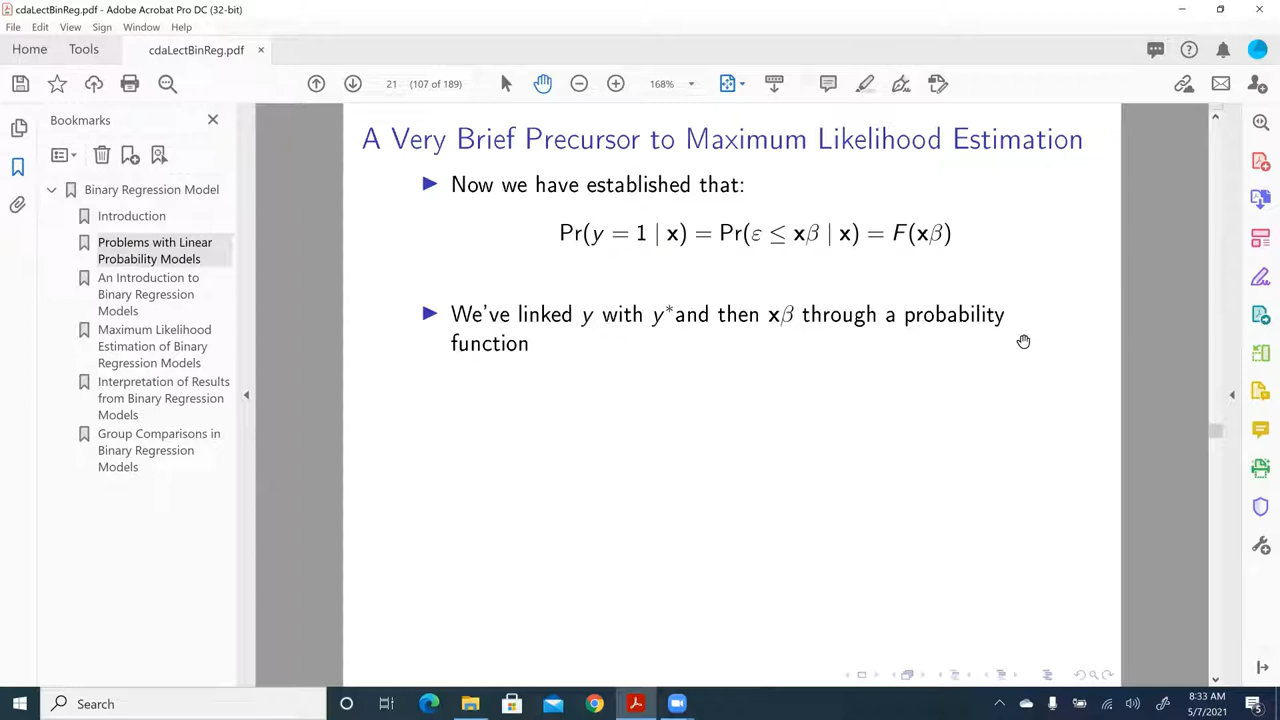 cdaLectBinReg.pdf - Adobe Acrobat Pro DC (32-bit)
File Edit View Sign Window Help
Home Tools cdaLectBinReg.pdf ×
21 (107 of 189) 168%
Bookmarks
Binary Regression Model
Introduction
Problems with Linear
Probability Models
An Introduction to
Binary Regression
Models
Maximum Likelihood
Estimation of Binary
Regression Models
Interpretation of Results
from Binary Regression
Models
Group Comparisons in
Binary Regression
Models
A Very Brief Precursor to Maximum Likelihood Estimation
▶ Now we have established that:
Pr(y = 1 | x) = Pr(ε ≤ xβ | x) = F(xβ)
▶ We've linked y with y*and then xβ through a probability
function
Search
8:33 AM
5/7/2021
5